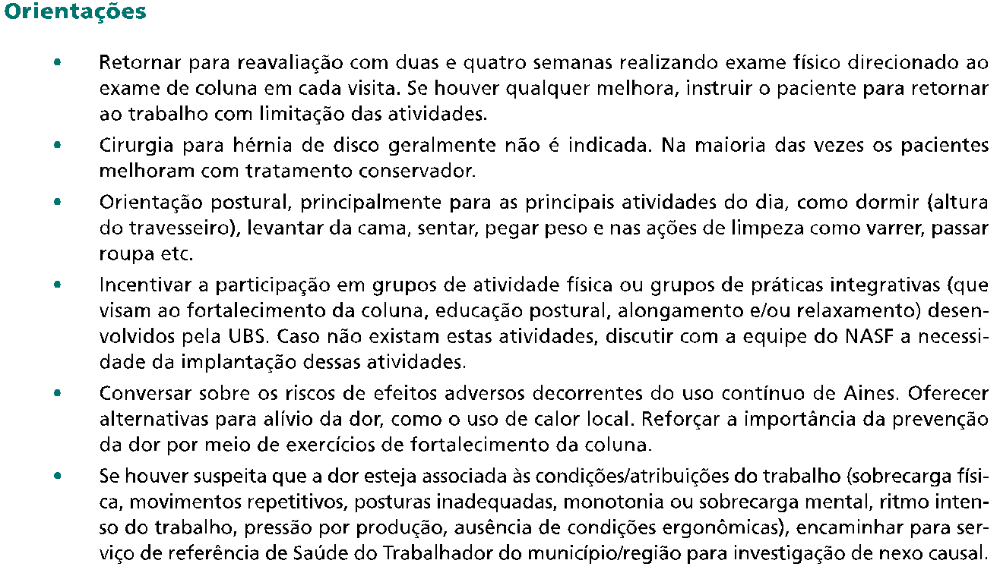 Orientações
• Retornar para reavaliação com duas e quatro semanas realizando exame físico direcionado ao
exame de coluna em cada visita. Se houver qualquer melhora, instruir o paciente para retornar
ao trabalho com limitação das atividades.
• Cirurgia para hérnia de disco geralmente não é indicada. Na maioria das vezes os pacientes
melhoram com tratamento conservador.
• Orientação postural, principalmente para as principais atividades do dia, como dormir (altura
do travesseiro), levantar da cama, sentar, pegar peso e nas ações de limpeza como varrer, passar
roupa etc.
• Incentivar a participação em grupos de atividade física ou grupos de práticas integrativas (que
visam ao fortalecimento da coluna, educação postural, alongamento e/ou relaxamento) desen-
volvidos pela UBS. Caso não existam estas atividades, discutir com a equipe do NASF a necessi-
dade da implantação dessas atividades.
• Conversar sobre os riscos de efeitos adversos decorrentes do uso contínuo de Aines. Oferecer
alternativas para alívio da dor, como o uso de calor local. Reforçar a importância da prevenção
da dor por meio de exercícios de fortalecimento da coluna.
• Se houver suspeita que a dor esteja associada às condições/atribuições do trabalho (sobrecarga físi-
ca, movimentos repetitivos, posturas inadequadas, monotonia ou sobrecarga mental, ritmo inten-
so do trabalho, pressão por produção, ausência de condições ergonômicas), encaminhar para ser-
viço de referência de Saúde do Trabalhador do município/região para investigação de nexo causal.